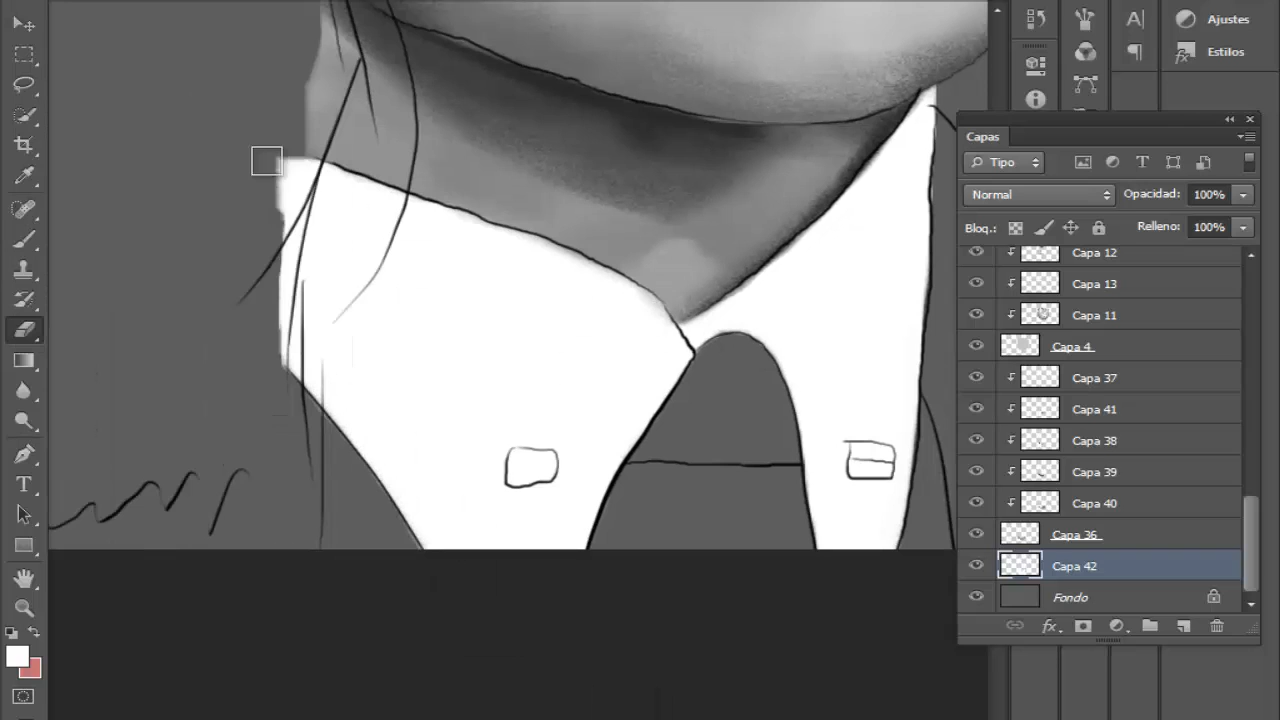 Ajustes
Estilos
Capas
Tipo
Normal
Opacidad: 100%
Bloq.:
Relleno: 100%
Capa 12
Capa 13
Capa 11
Capa 4
Capa 37
Capa 41
Capa 38
Capa 39
Capa 40
Capa 36
Capa 42
Fondo
fx